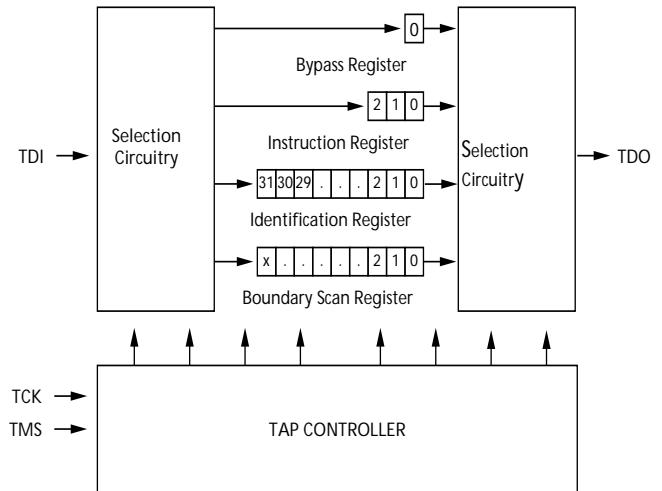 0
Bypass Register
2 1 0
Selection
Circuitry
Selection
Circuitry
TDI
TDO
Instruction Register
31 30 29 . . . 2 1 0
Identification Register
x . . . . . 2 1 0
Boundary Scan Register
TCK
TMS
TAP CONTROLLER